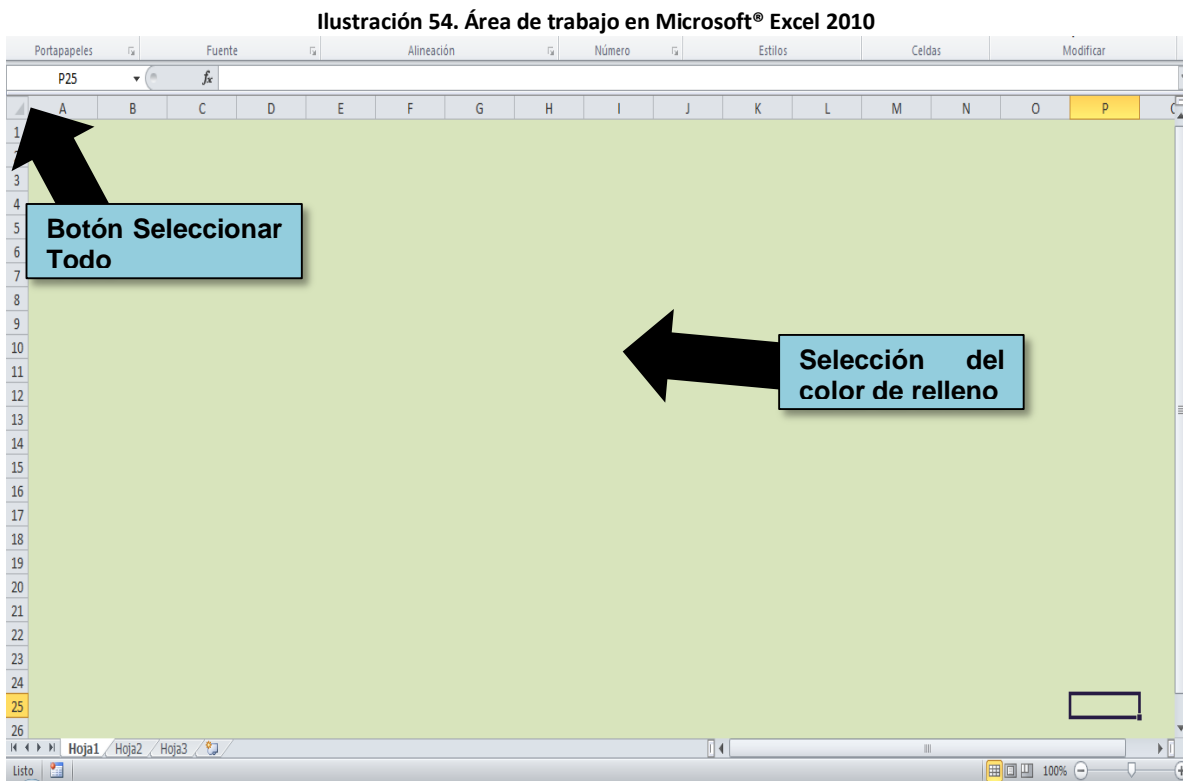 Ilustración 54. Área de trabajo en Microsoft® Excel 2010
Portapapeles Fuente Alineación Número Estilos Celdas Modificar
P25 fx
A B C D E F G H I J K L M N O P
1
3
4
Botón Seleccionar
Todo
5
6
7
8
9
10
Selección del
color de relleno
11
12
13
14
15
16
17
18
19
20
21
22
23
24
25
26
Hoja1 Hoja2 Hoja3
Listo 100%